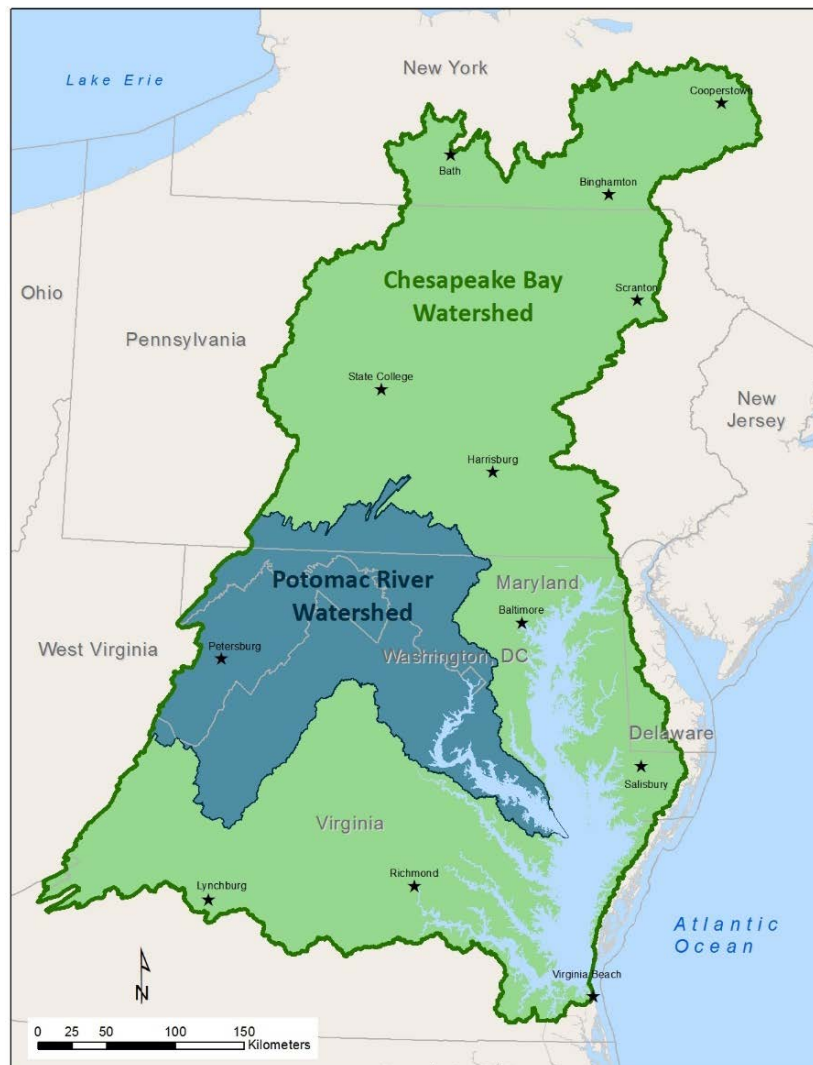 Lake Erie
New York
Cooperstown
Bath
Binghamton
Chesapeake Bay
Watershed
Scranton
Ohio
Pennsylvania
State College
New
Jersey
Harrisburg
Potomac River
Watershed
Maryland
Baltimore
West Virginia
Petersburg
Washington, DC
Delaware
Salisbury
Virginia
Lynchburg
Richmond
Atlantic
Ocean
Virginia Beach
N
0 25 50 100 150
Kilometers